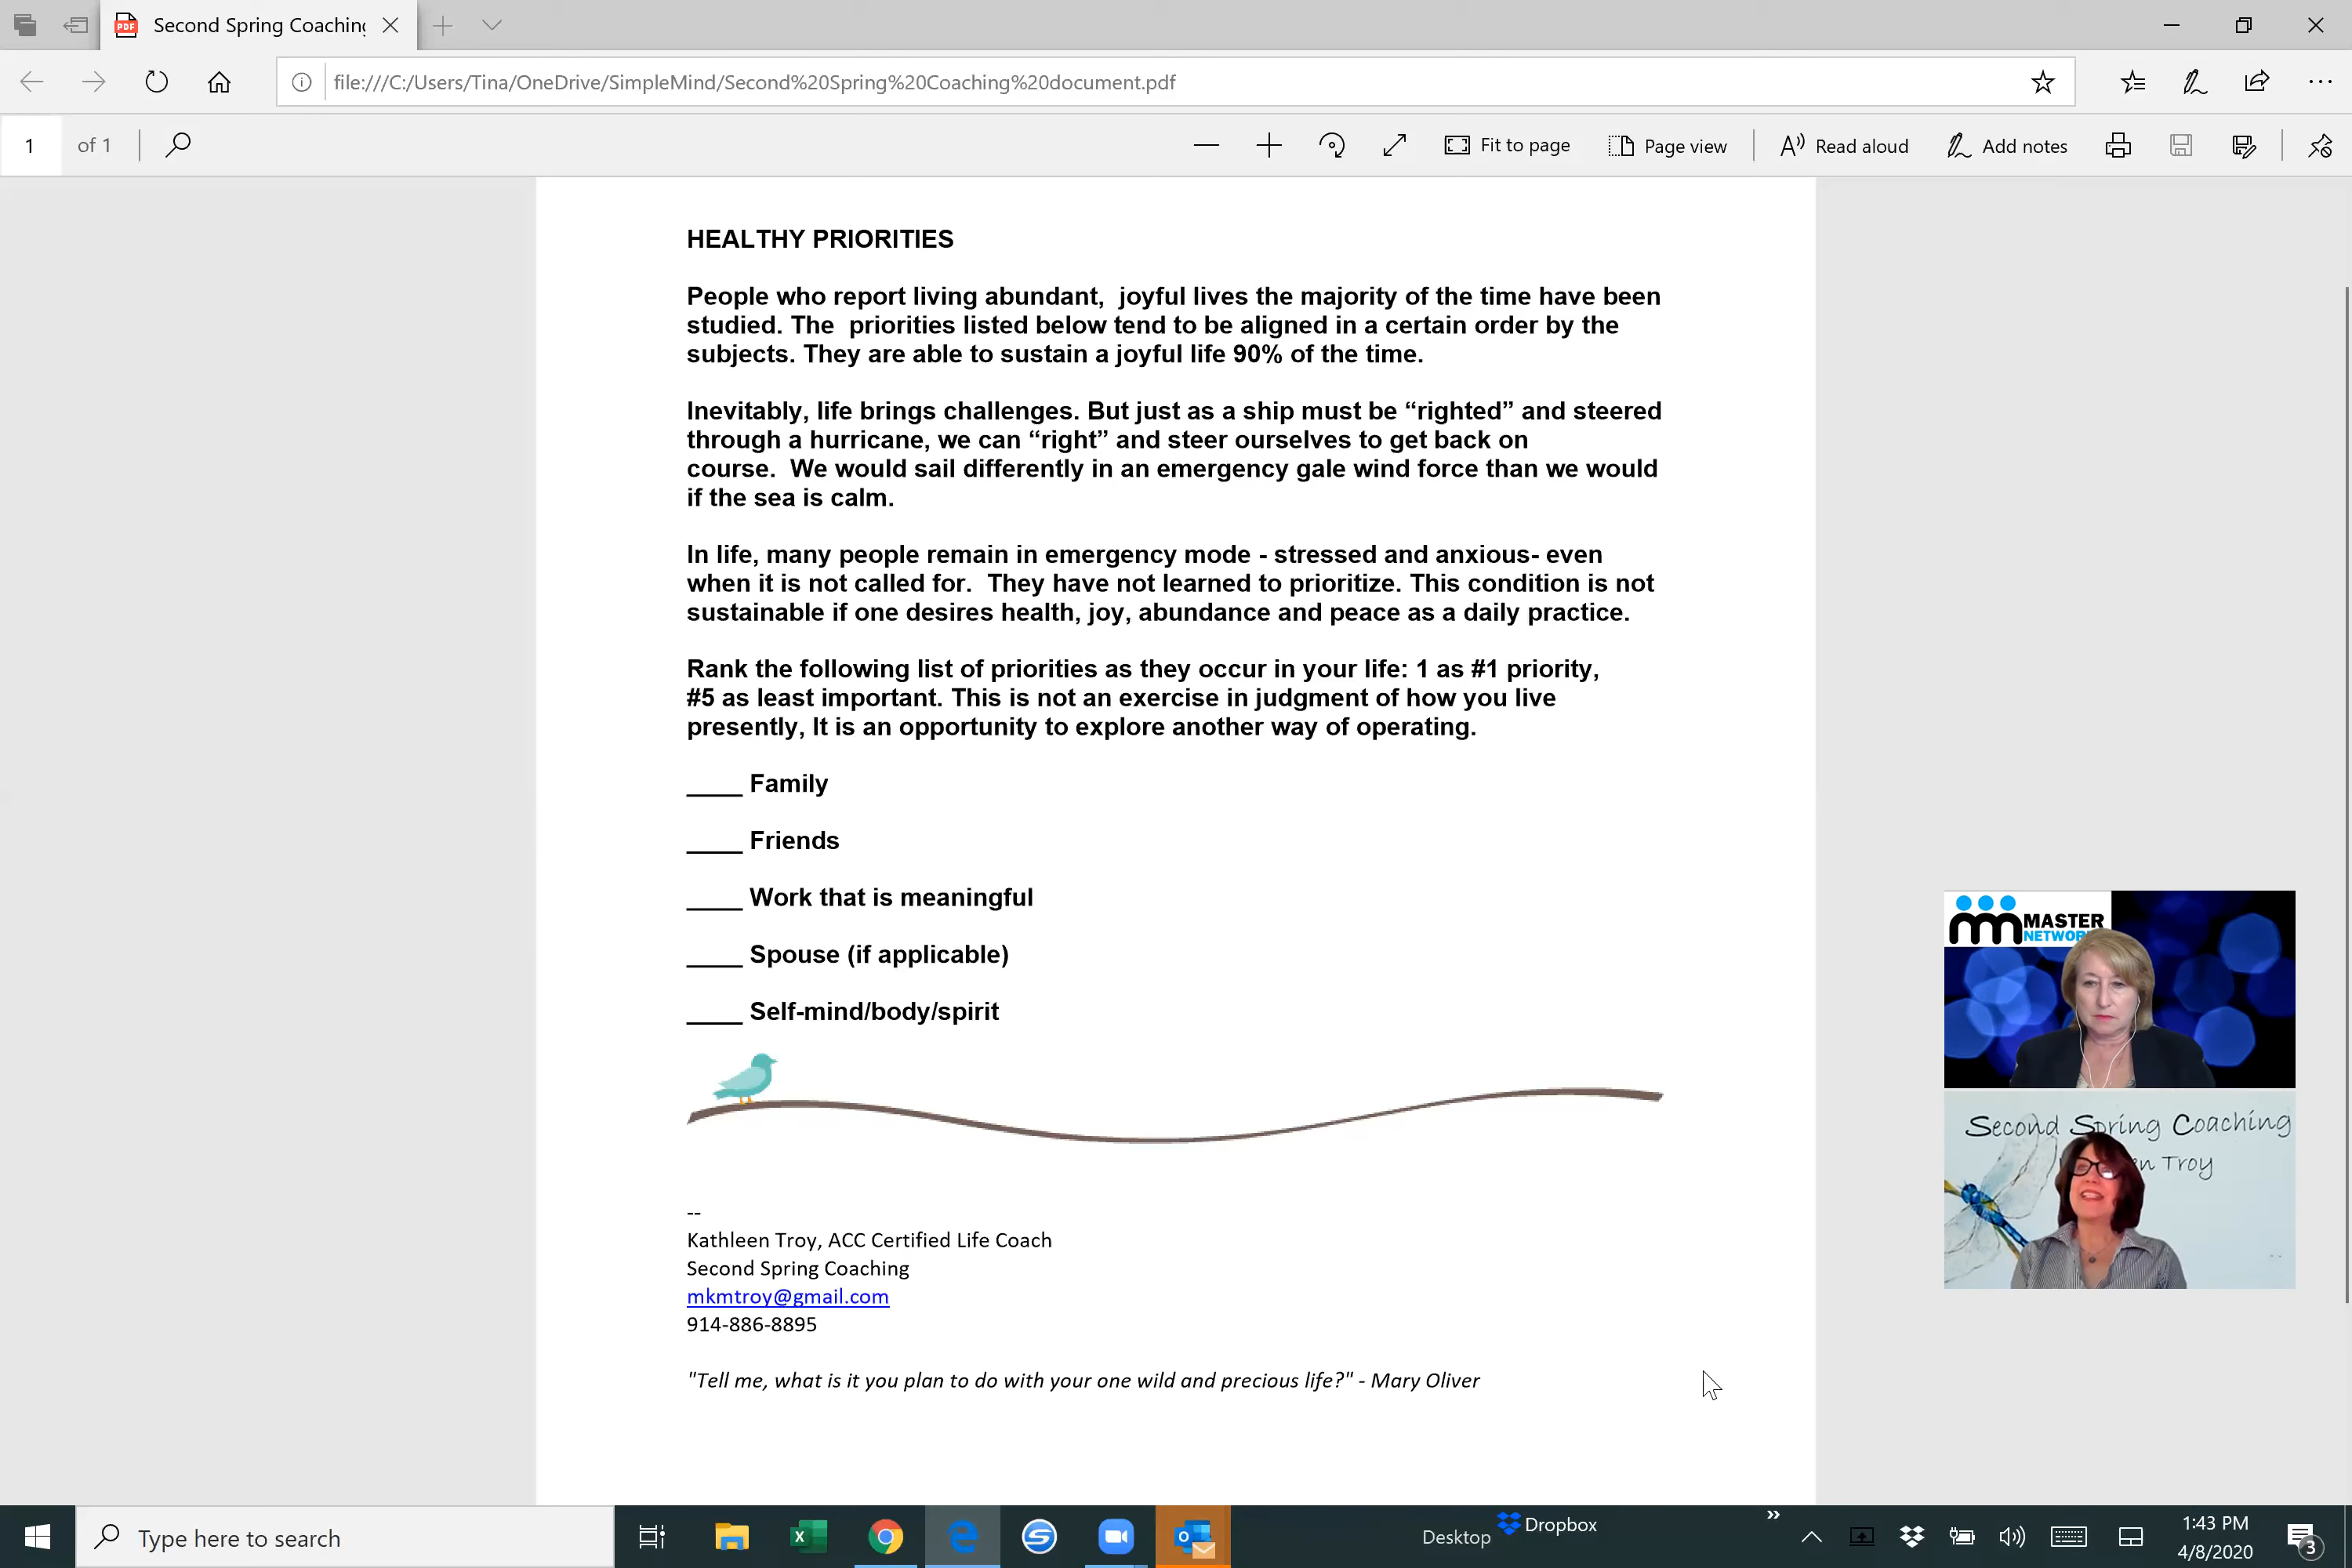 Second Spring Coaching
file:///C:/Users/Tina/OneDrive/SimpleMind/Second%20Spring%20Coaching%20document.pdf
1 of 1 Fit to page Page view Read aloud Add notes
HEALTHY PRIORITIES
People who report living abundant,  joyful lives the majority of the time have been
studied. The  priorities listed below tend to be aligned in a certain order by the
subjects. They are able to sustain a joyful life 90% of the time.
Inevitably, life brings challenges. But just as a ship must be “righted” and steered
through a hurricane, we can “right” and steer ourselves to get back on
course.  We would sail differently in an emergency gale wind force than we would
if the sea is calm.
In life, many people remain in emergency mode - stressed and anxious- even
when it is not called for.  They have not learned to prioritize. This condition is not
sustainable if one desires health, joy, abundance and peace as a daily practice.
Rank the following list of priorities as they occur in your life: 1 as #1 priority,
#5 as least important. This is not an exercise in judgment of how you live
presently, It is an opportunity to explore another way of operating.
____ Family
____ Friends
____ Work that is meaningful
____ Spouse (if applicable)
____ Self-mind/body/spirit
MASTER
NETWOR
Second Spring Coaching
en Troy
--
Kathleen Troy, ACC Certified Life Coach
Second Spring Coaching
mkmtroy@gmail.com
914-886-8895
"Tell me, what is it you plan to do with your one wild and precious life?" - Mary Oliver
Type here to search
Desktop Dropbox
1:43 PM
4/8/2020
3